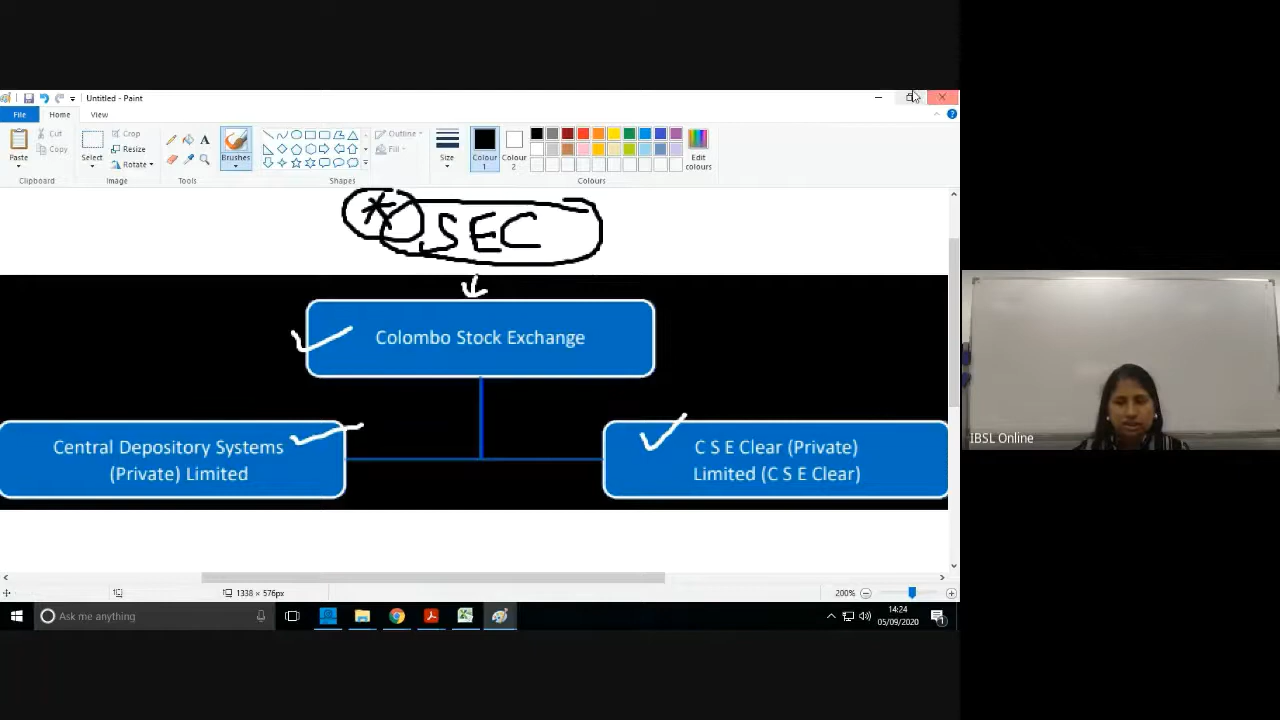 Untitled - Paint
File
Home
View
Paste
Cut
Copy
Clipboard
Select
Crop
Resize
Rotate
Image
Tools
Brushes
Shapes
Outline
Fill
Size
Colour
1
Colour
2
Edit
colours
Colours
SEC
Colombo Stock Exchange
Central Depository Systems
(Private) Limited
C S E Clear (Private)
Limited (C S E Clear)
IBSL Online
1338 × 576px
200%
Ask me anything
14:24
05/09/2020